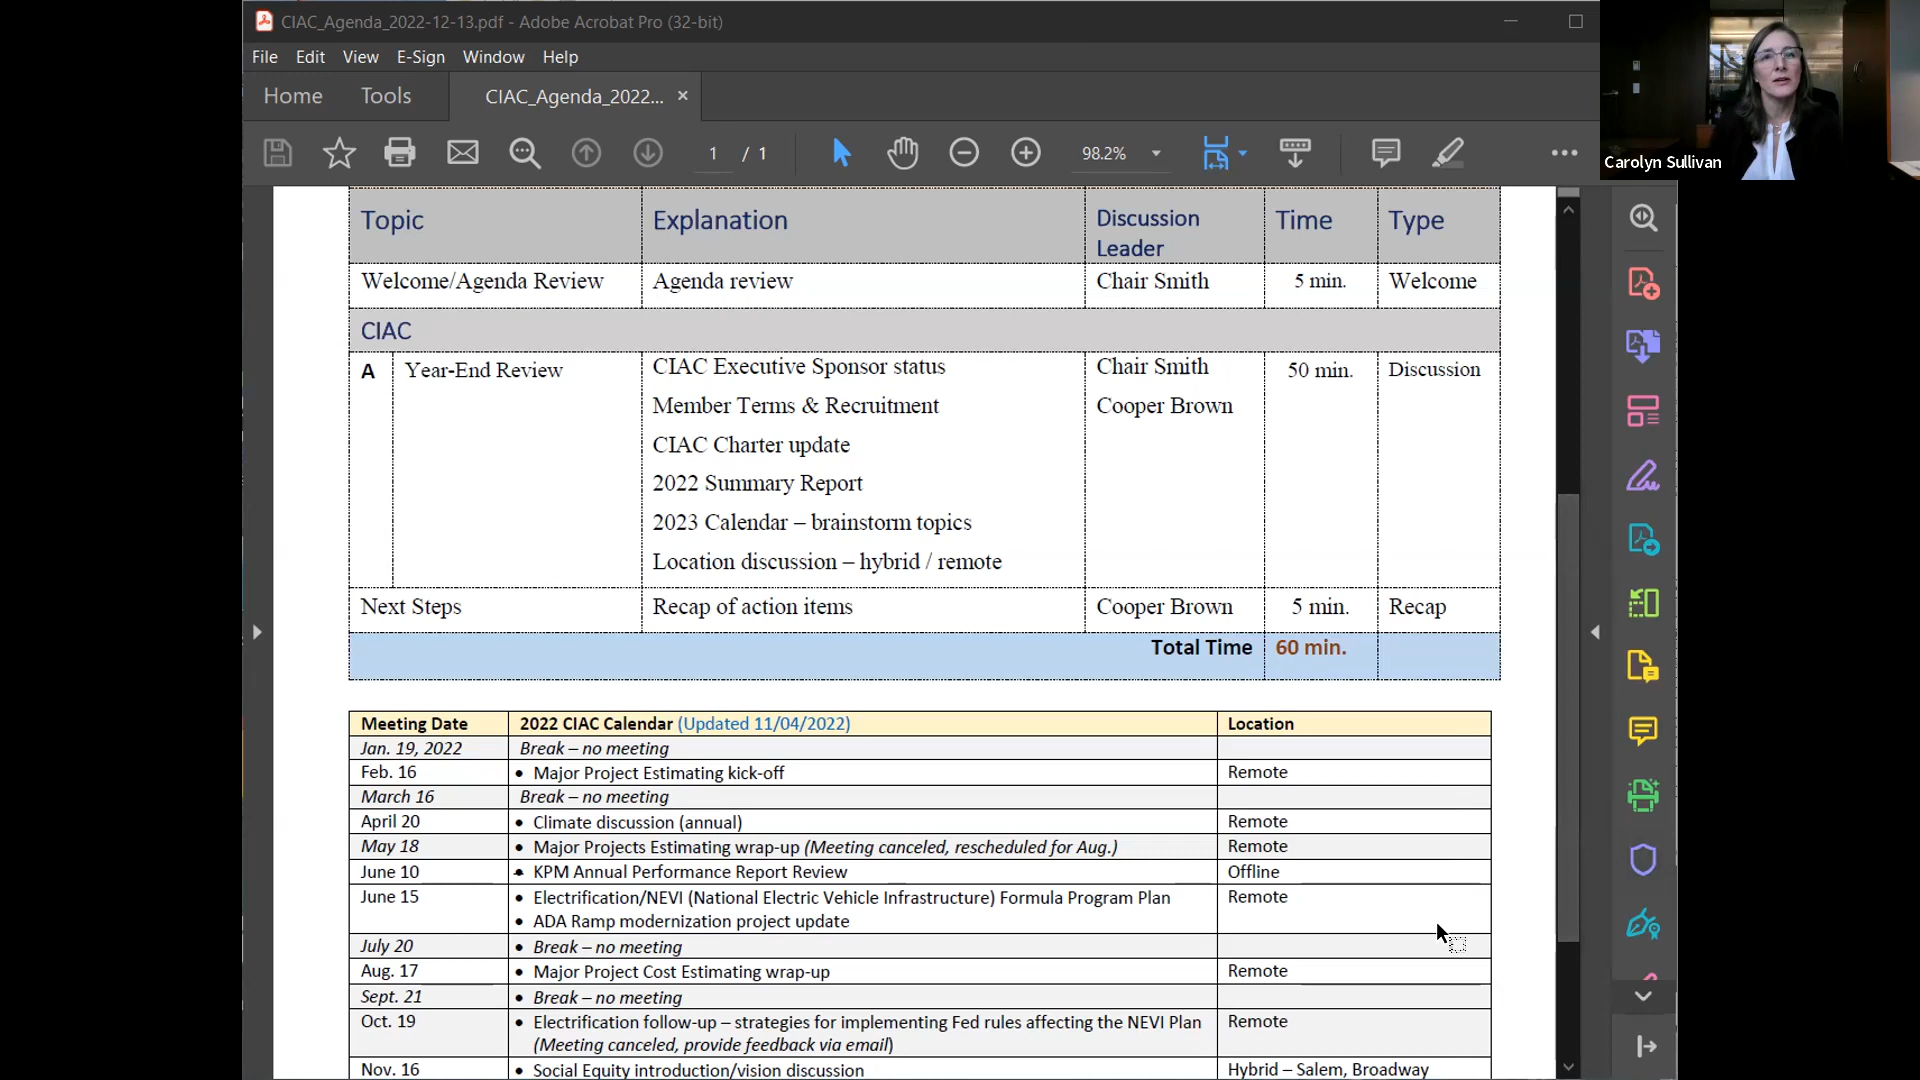 CIAC_Agenda_2022-12-13.pdf - Adobe Acrobat Pro (32-bit)
File Edit View E-Sign Window Help
Home Tools CIAC_Agenda_2022... ×
1 / 1 98.2%
Carolyn Sullivan
Topic Explanation Discussion Leader Time Type
Welcome/Agenda Review Agenda review Chair Smith 5 min. Welcome
CIAC
A Year-End Review CIAC Executive Sponsor status Chair Smith 50 min. Discussion
Member Terms & Recruitment Cooper Brown
CIAC Charter update
2022 Summary Report
2023 Calendar – brainstorm topics
Location discussion – hybrid / remote
Next Steps Recap of action items Cooper Brown 5 min. Recap
Total Time 60 min.
Meeting Date 2022 CIAC Calendar (Updated 11/04/2022) Location
Jan. 19, 2022 Break – no meeting
Feb. 16 • Major Project Estimating kick-off Remote
March 16 Break – no meeting
April 20 • Climate discussion (annual) Remote
May 18 • Major Projects Estimating wrap-up (Meeting canceled, rescheduled for Aug.) Remote
June 10 • KPM Annual Performance Report Review Offline
June 15 • Electrification/NEVI (National Electric Vehicle Infrastructure) Formula Program Plan Remote
• ADA Ramp modernization project update
July 20 • Break – no meeting
Aug. 17 • Major Project Cost Estimating wrap-up Remote
Sept. 21 • Break – no meeting
Oct. 19 • Electrification follow-up – strategies for implementing Fed rules affecting the NEVI Plan Remote
(Meeting canceled, provide feedback via email)
Nov. 16 • Social Equity introduction/vision discussion Hybrid – Salem, Broadway